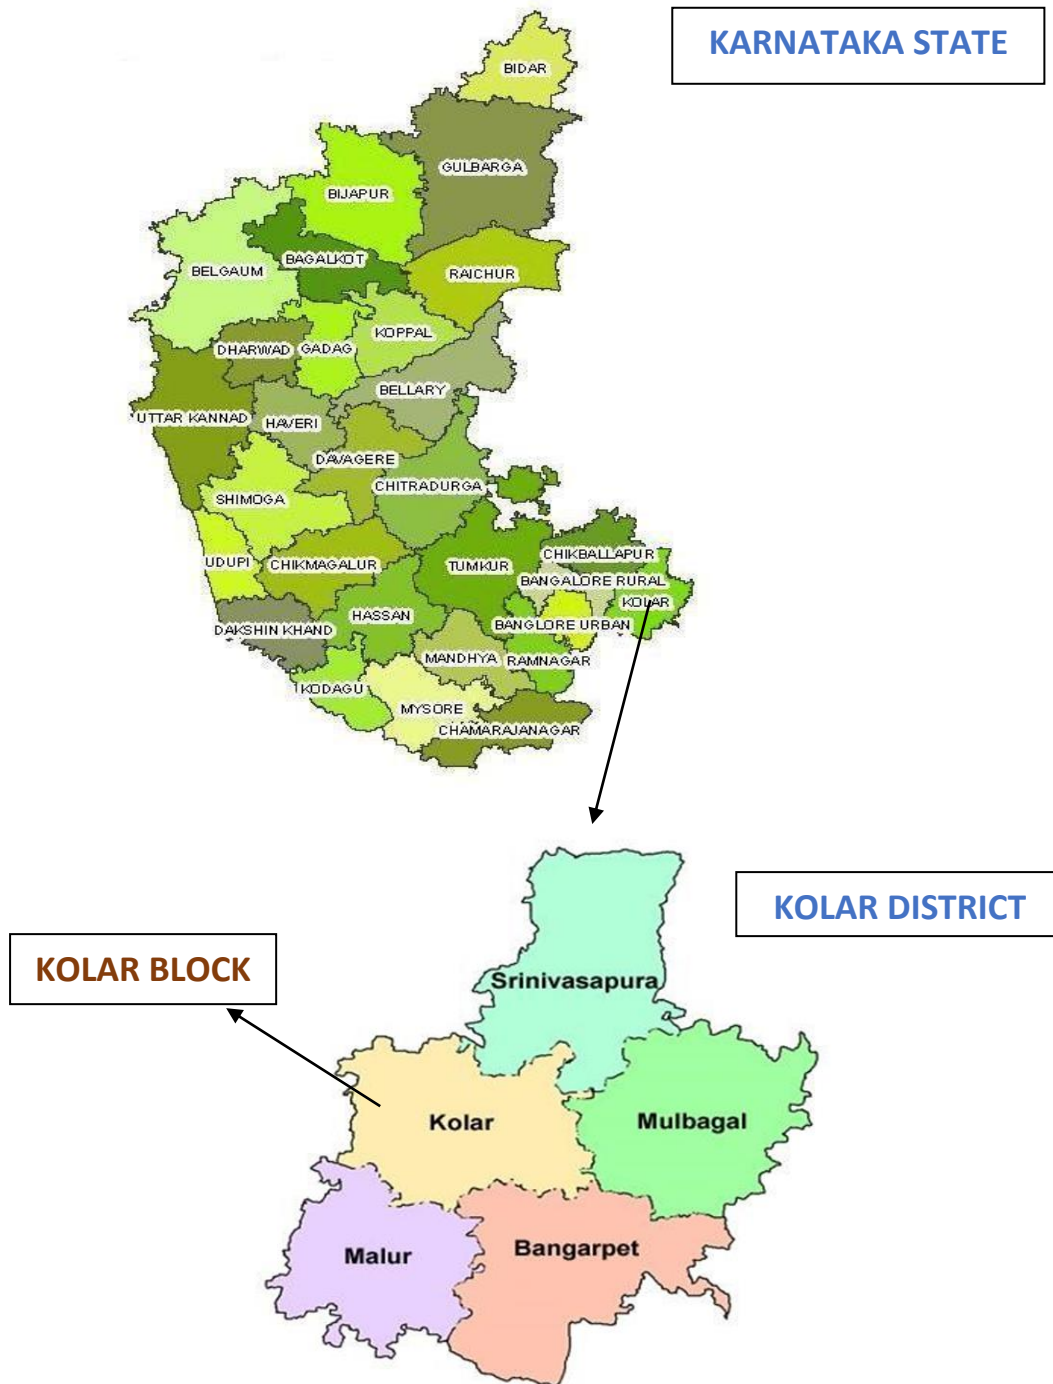 KARNATAKA STATE
BIDAR
GULBARGA
BIJAPUR
BAGALKOT
BELGAUM
RAICHUR
KOPPAL
DHARWAD
GADAG
BELLARY
UTTAR KANNAD
HAVERI
DAVAGERE
CHITRADURGA
SHIMOGA
CHIKBALLAPUR
UDUPI
CHIKMAGALUR
TUMKUR
BANGALORE RURAL
KOLAR
HASSAN
BANGLORE URBAN
DAKSHIN KHAND
MANDHYA
RAMNAGAR
KODAGU
MYSORE
CHAMARAJANAGAR
KOLAR DISTRICT
KOLAR BLOCK
Srinivasapura
Kolar
Mulbagal
Malur
Bangarpet